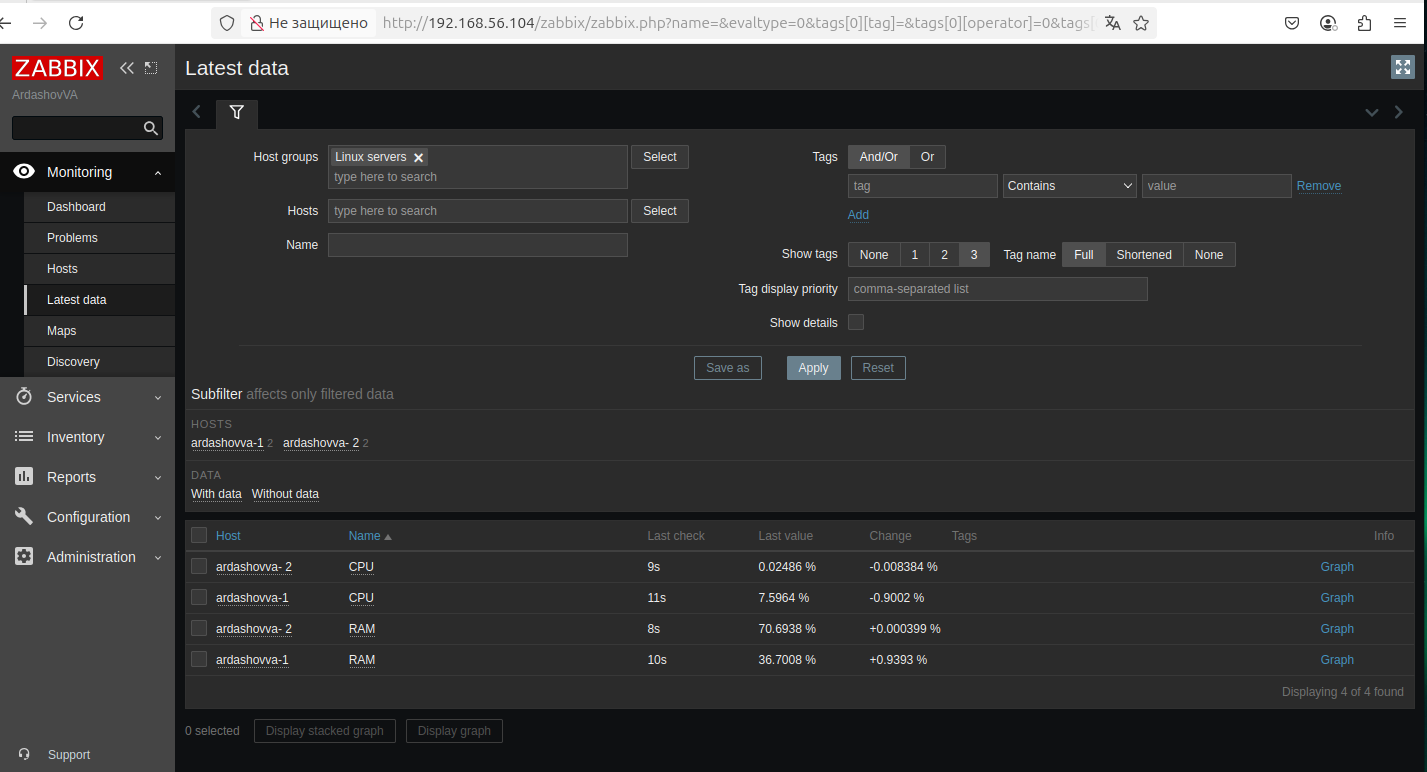 Не защищено http://192.168.56.104/zabbix/zabbix.php?name=&evaltype=0&tags[0][tag]=&tags[0][operator]=0&tags[
ZABBIX
Latest data
ArdashovVA
Host groups Linux servers Select Tags And/Or Or
type here to search
tag Contains value Remove
Monitoring
Dashboard
Hosts type here to search Select
Add
Problems
Name
Show tags None 1 2 3 Tag name Full Shortened None
Hosts
Tag display priority comma-separated list
Latest data
Show details
Maps
Discovery
Save as Apply Reset
Services
Subfilter affects only filtered data
HOSTS
Inventory
ardashovva-1 2 ardashovva- 2 2
Reports
DATA
With data Without data
Configuration
Host Name Last check Last value Change Tags Info
Administration
ardashovva- 2 CPU 9s 0.02486 % -0.008384 % Graph
ardashovva-1 CPU 11s 7.5964 % -0.9002 % Graph
ardashovva- 2 RAM 8s 70.6938 % +0.000399 % Graph
ardashovva-1 RAM 10s 36.7008 % +0.9393 % Graph
Displaying 4 of 4 found
0 selected Display stacked graph Display graph
Support